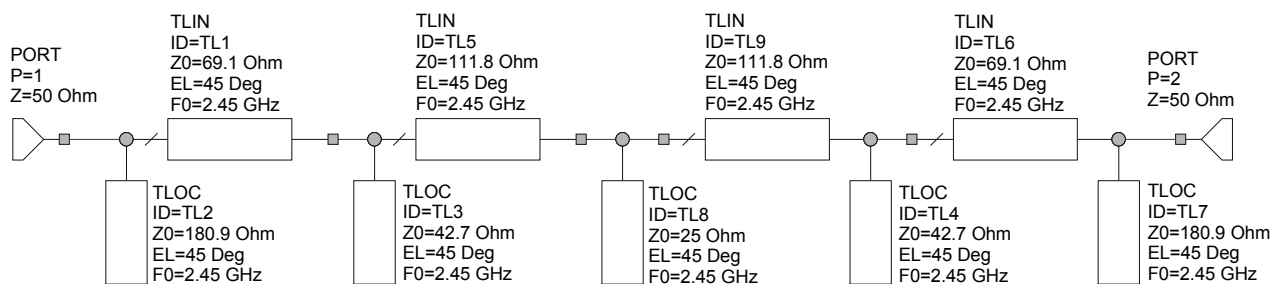 PORT
P=1
Z=50 Ohm
TLIN
ID=TL1
Z0=69.1 Ohm
EL=45 Deg
F0=2.45 GHz
TLIN
ID=TL5
Z0=111.8 Ohm
EL=45 Deg
F0=2.45 GHz
TLIN
ID=TL9
Z0=111.8 Ohm
EL=45 Deg
F0=2.45 GHz
TLIN
ID=TL6
Z0=69.1 Ohm
EL=45 Deg
F0=2.45 GHz
PORT
P=2
Z=50 Ohm
TLOC
ID=TL2
Z0=180.9 Ohm
EL=45 Deg
F0=2.45 GHz
TLOC
ID=TL3
Z0=42.7 Ohm
EL=45 Deg
F0=2.45 GHz
TLOC
ID=TL8
Z0=25 Ohm
EL=45 Deg
F0=2.45 GHz
TLOC
ID=TL4
Z0=42.7 Ohm
EL=45 Deg
F0=2.45 GHz
TLOC
ID=TL7
Z0=180.9 Ohm
EL=45 Deg
F0=2.45 GHz